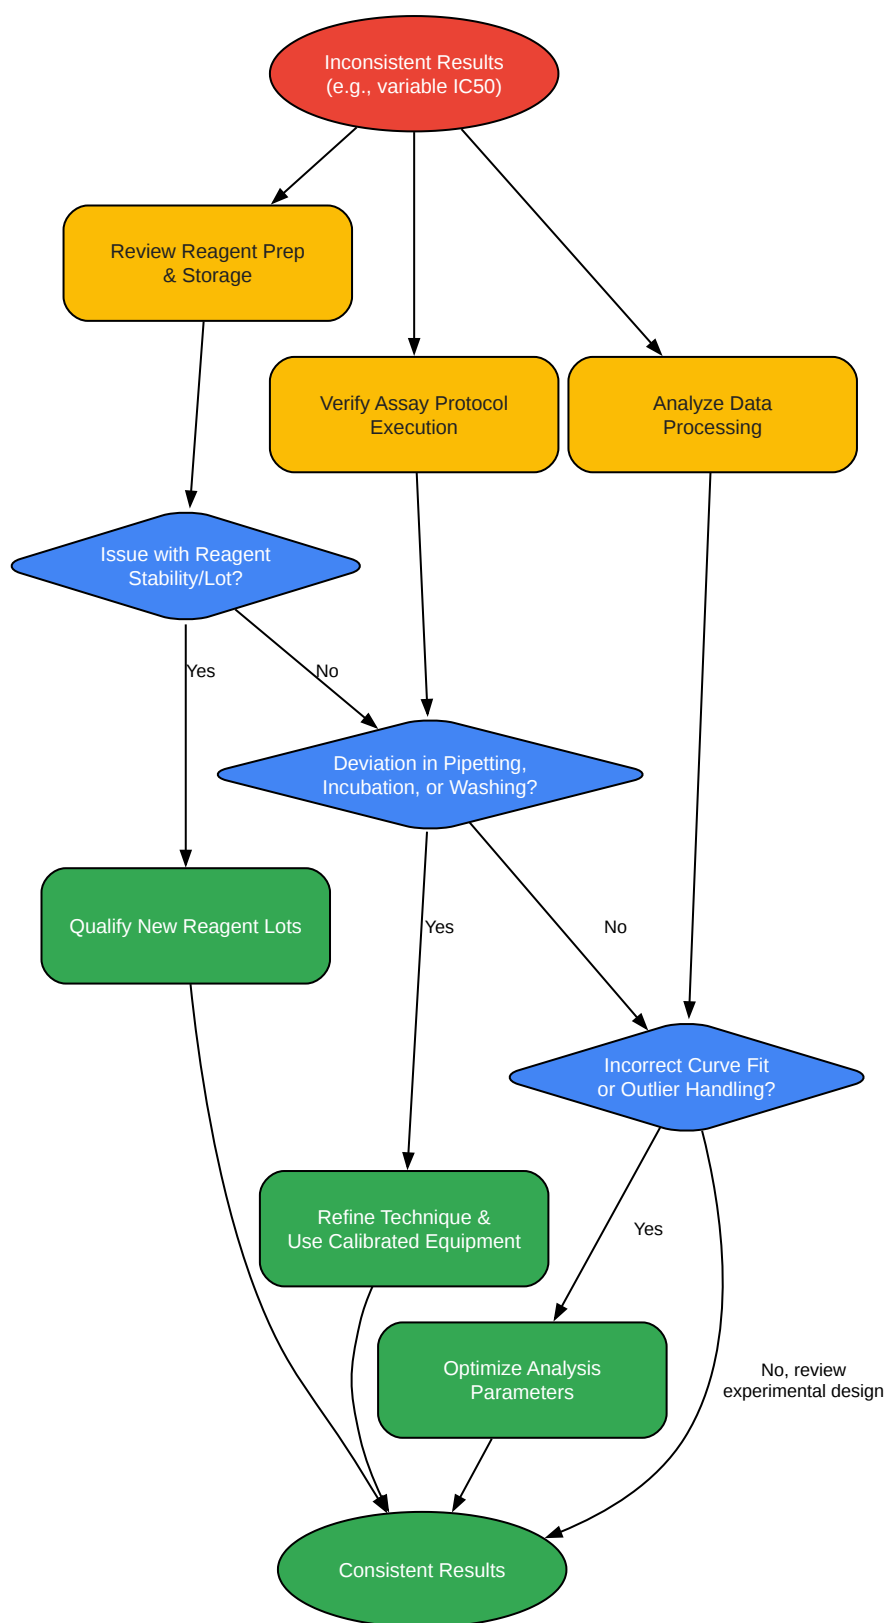 Inconsistent Results
(e.g., variable IC50)
Review Reagent Prep
& Storage
Verify Assay Protocol
Execution
Analyze Data
Processing
Issue with Reagent
Stability/Lot?
Yes
No
Deviation in Pipetting,
Incubation, or Washing?
Qualify New Reagent Lots
Yes
No
Incorrect Curve Fit
or Outlier Handling?
Refine Technique &
Use Calibrated Equipment
Yes
Optimize Analysis
Parameters
No, review
experimental design
Consistent Results